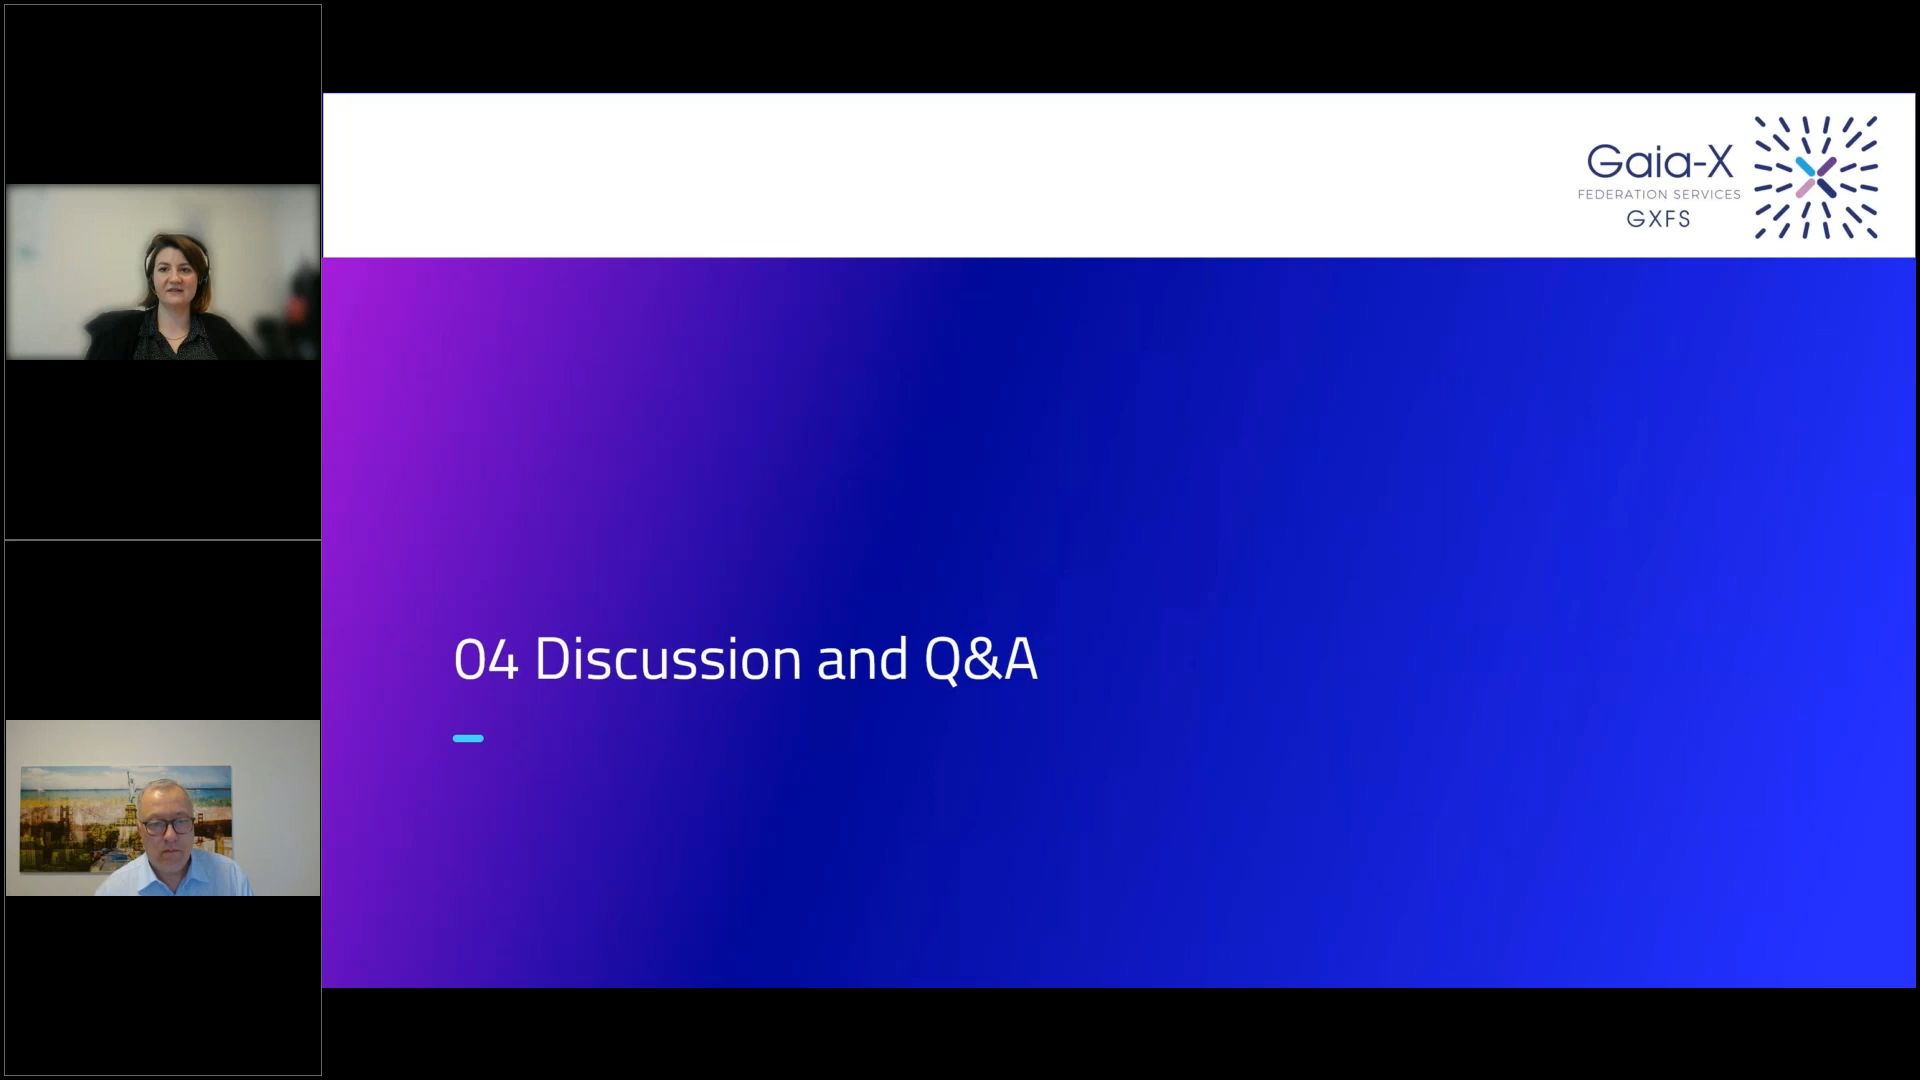 Gaia-X
FEDERATION SERVICES
GXFS
04 Discussion and Q&A